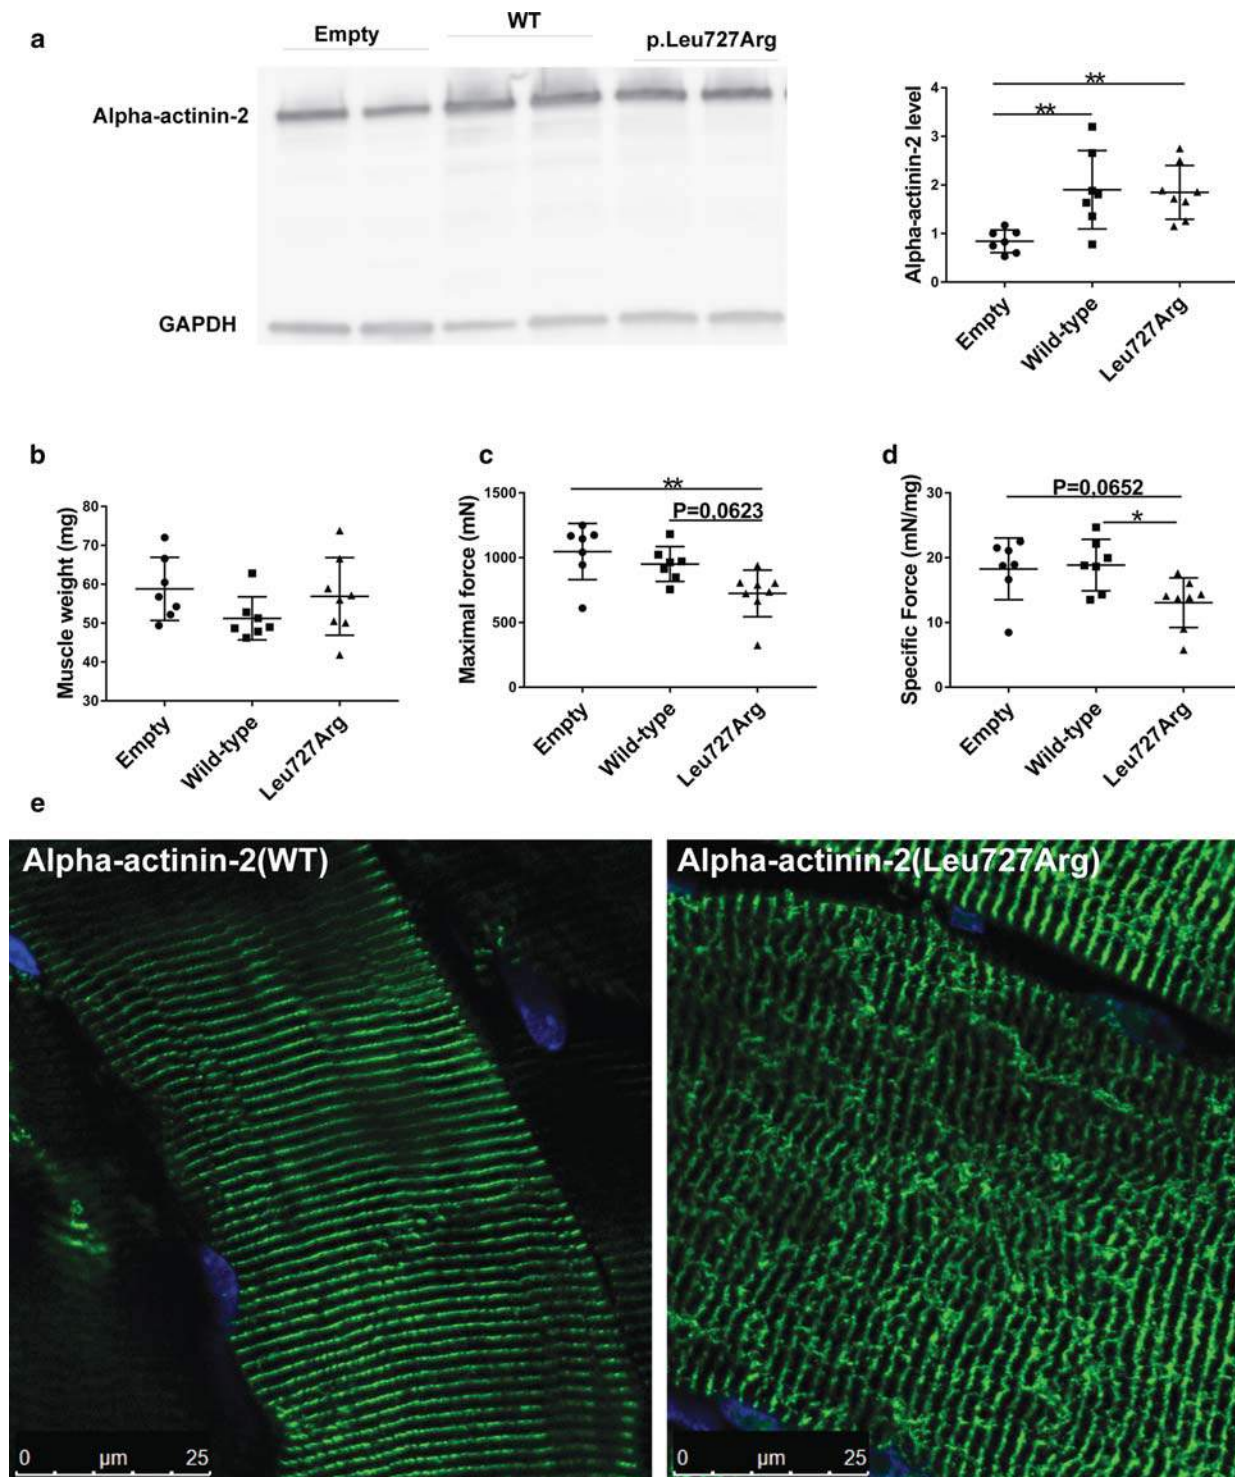 a
Empty
WT
p.Leu727Arg
Alpha-actinin-2
GAPDH
Alpha-actinin-2 level
4
3
2
1
0
**
**
Empty
Wild-type
Leu727Arg
b
Muscle weight (mg)
80
70
60
50
40
30
Empty
Wild-type
Leu727Arg
c
Maximal force (mN)
1500
1000
500
0
**
P=0,0623
Empty
Wild-type
Leu727Arg
d
Specific Force (mN/mg)
30
20
10
0
P=0,0652
*
Empty
Wild-type
Leu727Arg
e
Alpha-actinin-2(WT)
Alpha-actinin-2(Leu727Arg)
0 µm 25
0 µm 25